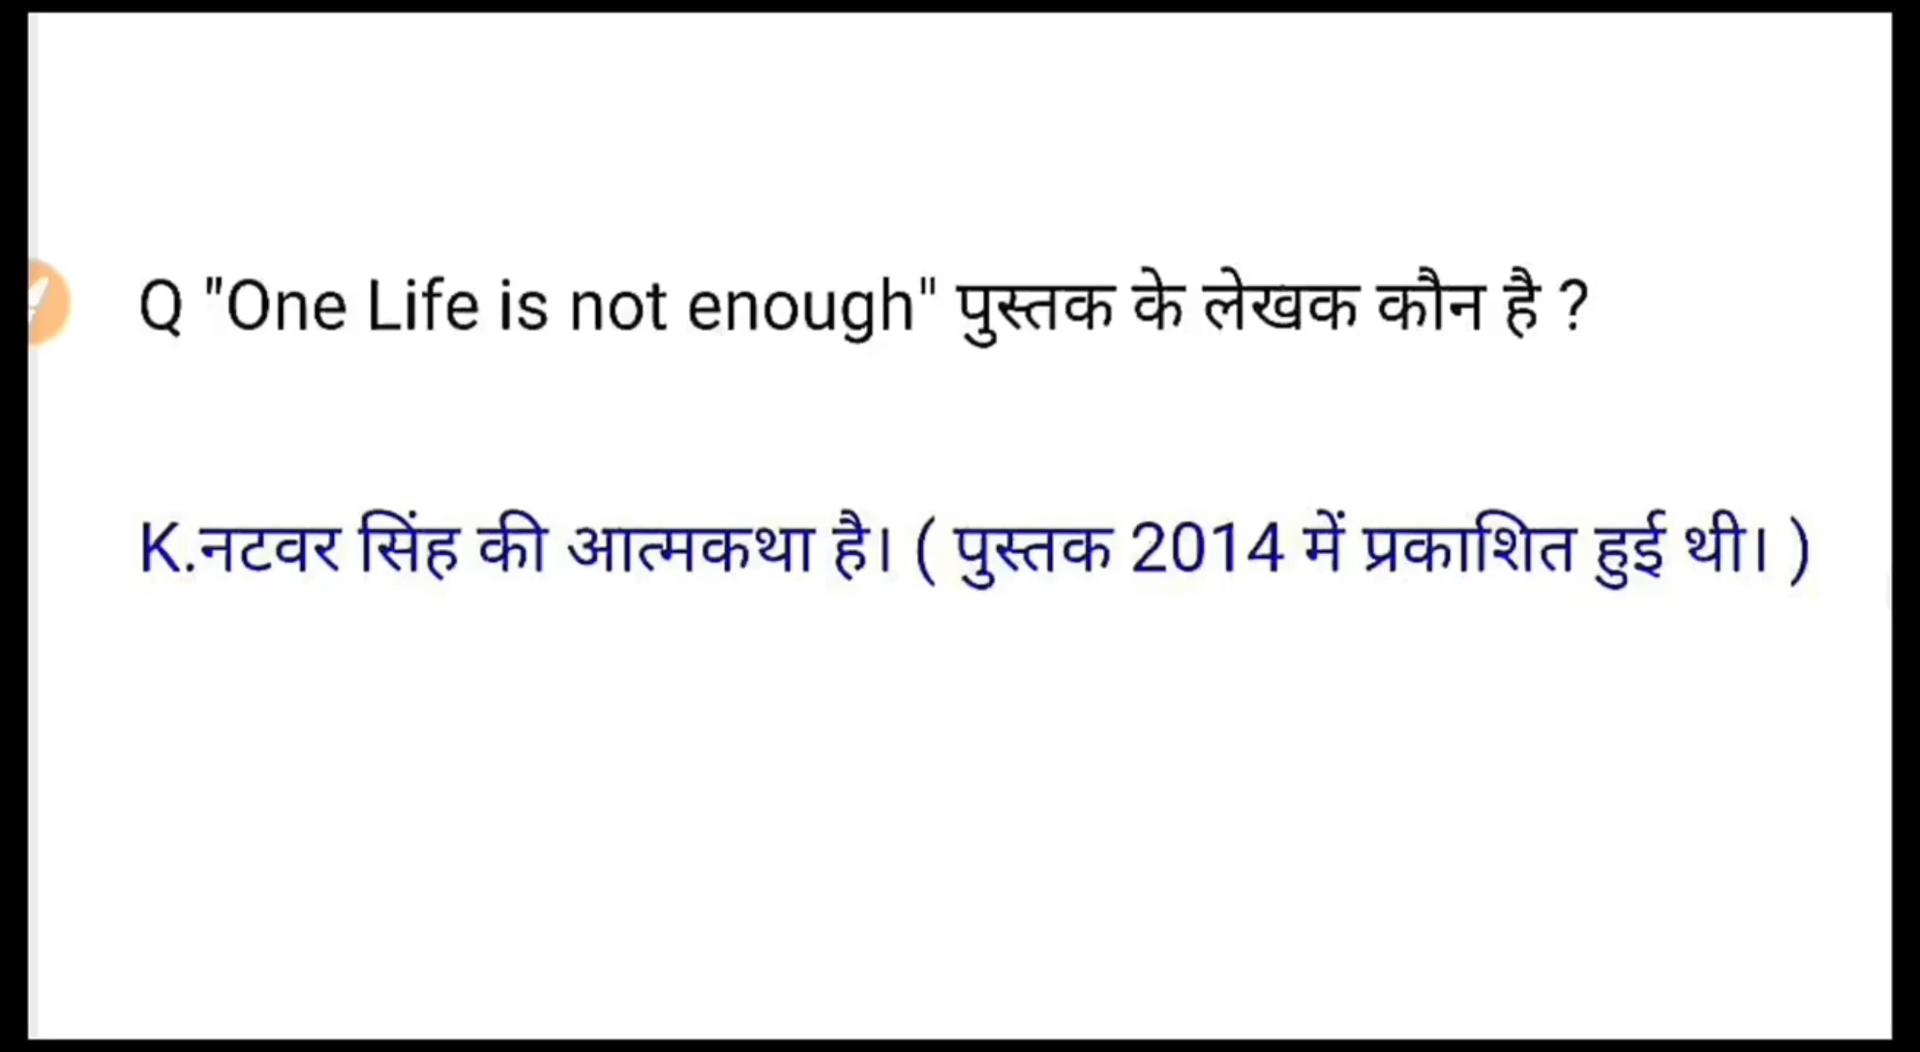 Q "One Life is not enough" पुस्तक के लेखक कौन है ?
K.नटवर सिंह की आत्मकथा है। ( पुस्तक 2014 में प्रकाशित हुई थी। )